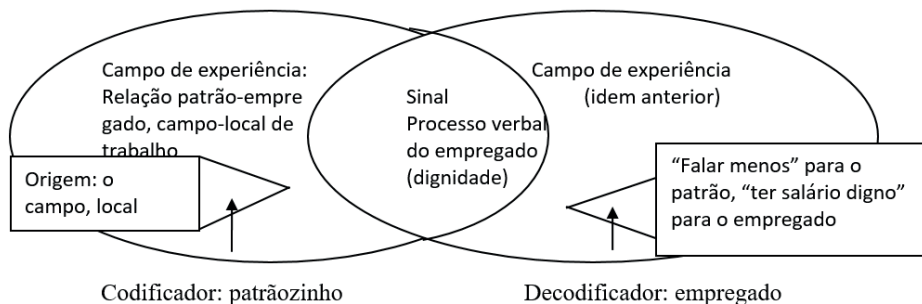 Campo de experiência:
Relação patrão-empre
gado, campo-local de
trabalho
Origem: o
campo, local
Sinal
Processo verbal
do empregado
(dignidade)
Campo de experiência
(idem anterior)
“Falar menos” para o
patrão, “ter salário digno”
para o empregado
Codificador: patrãozinho
Decodificador: empregado